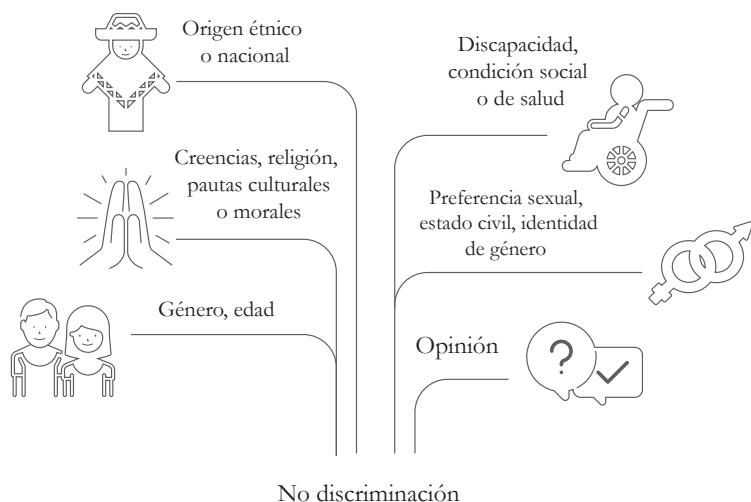 Origen étnico
o nacional
Creencias, religión,
pautas culturales
o morales
Género, edad
Discapacidad,
condición social
o de salud
Preferencia sexual,
estado civil, identidad
de género
Opinión
?
No discriminación